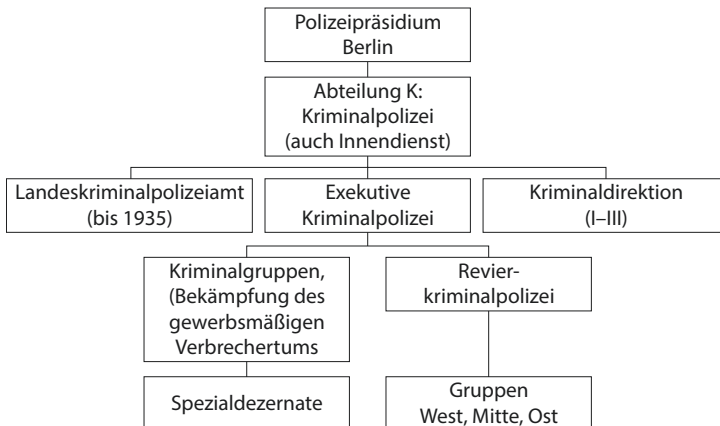 Polizeipräsidium
Berlin
Abteilung K:
Kriminalpolizei
(auch Innendienst)
Landeskriminalpolizeiamt
(bis 1935)
Exekutive
Kriminalpolizei
Kriminaldirektion
(I–III)
Kriminalgruppen,
(Bekämpfung des
gewerbsmäßigen
Verbrechertums
Revier-
kriminalpolizei
Spezialdezernate
Gruppen
West, Mitte, Ost